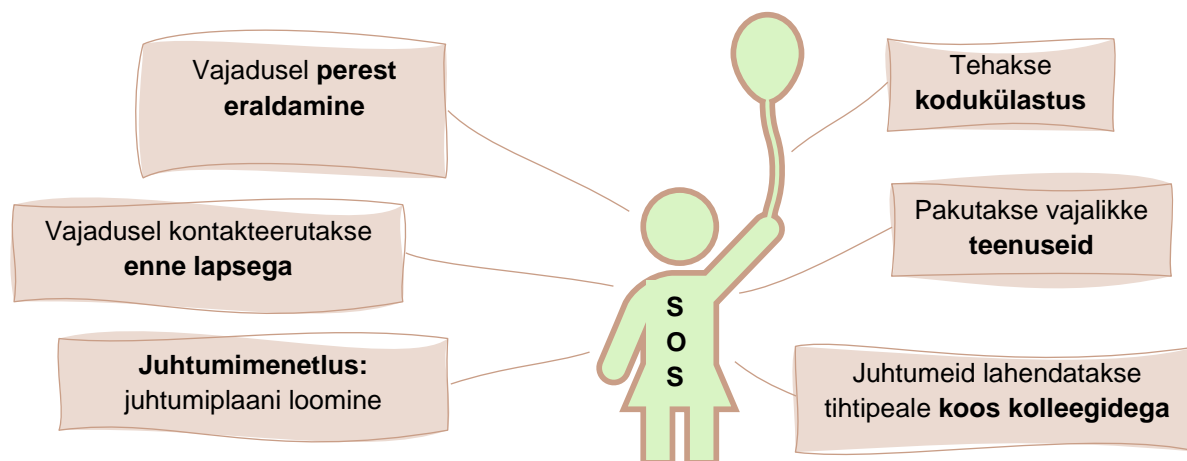 Vajadusel perest
eraldamine
Vajadusel kontakteerutakse
enne lapsega
Juhtumimenetlus:
juhtumiplaani loomine
S
O
S
Tehakse
kodukülastus
Pakutakse vajalikke
teenuseid
Juhtumeid lahendatakse
tihtipeale koos kolleegidega